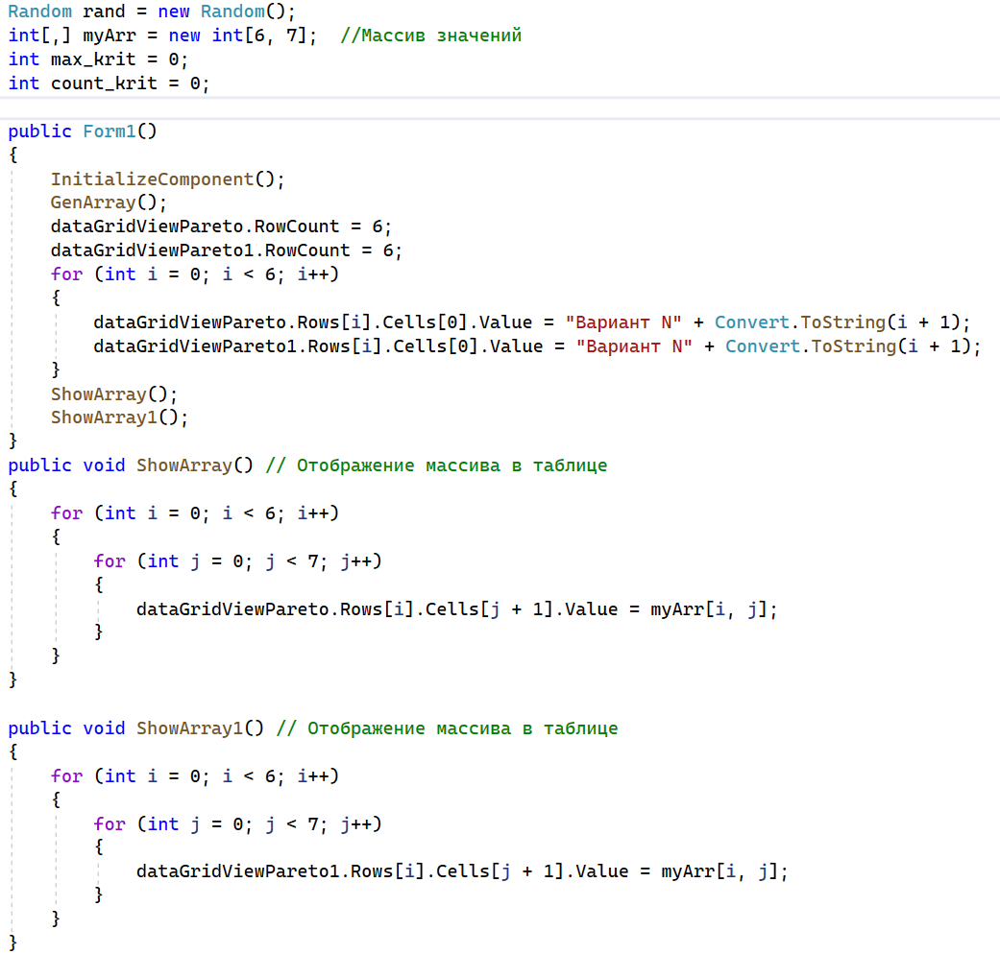 Random rand = new Random();
int[,] myArr = new int[6, 7];  //Массив значений
int max_krit = 0;
int count_krit = 0;

public Form1()
{
    InitializeComponent();
    GenArray();
    dataGridViewPareto.RowCount = 6;
    dataGridViewPareto1.RowCount = 6;
    for (int i = 0; i < 6; i++)
    {
        dataGridViewPareto.Rows[i].Cells[0].Value = "Вариант N" + Convert.ToString(i + 1);
        dataGridViewPareto1.Rows[i].Cells[0].Value = "Вариант N" + Convert.ToString(i + 1);
    }
    ShowArray();
    ShowArray1();
}
public void ShowArray() // Отображение массива в таблице
{
    for (int i = 0; i < 6; i++)
    {
        for (int j = 0; j < 7; j++)
        {
            dataGridViewPareto.Rows[i].Cells[j + 1].Value = myArr[i, j];
        }
    }
}

public void ShowArray1() // Отображение массива в таблице
{
    for (int i = 0; i < 6; i++)
    {
        for (int j = 0; j < 7; j++)
        {
            dataGridViewPareto1.Rows[i].Cells[j + 1].Value = myArr[i, j];
        }
    }
}